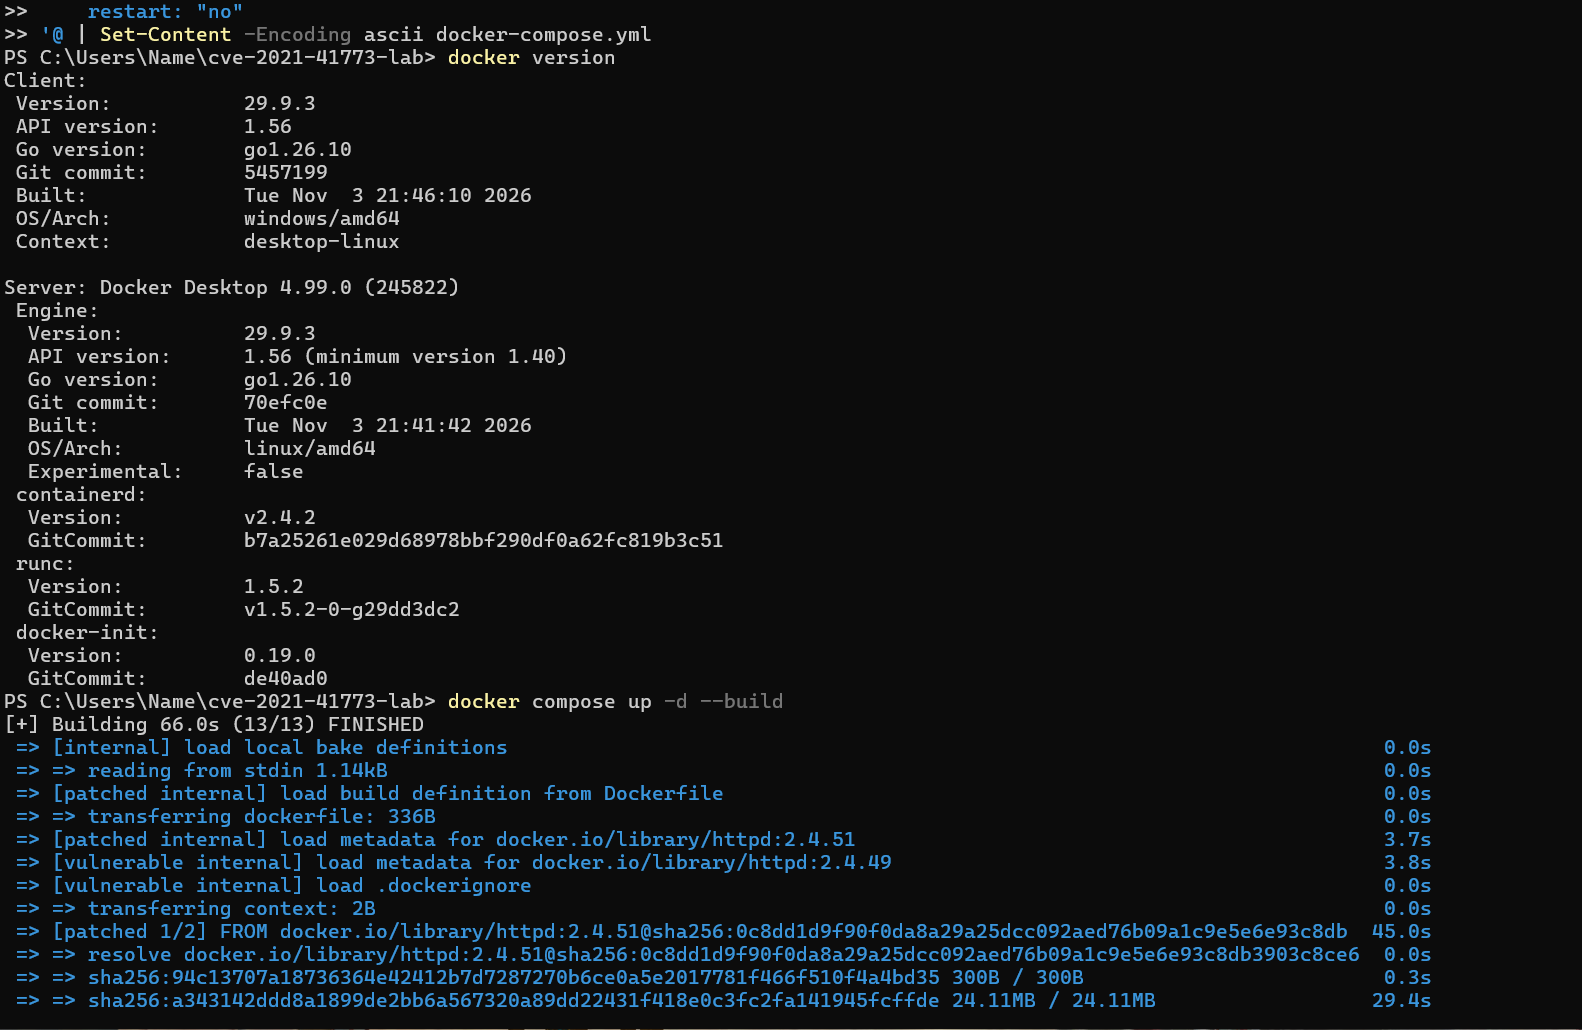 >>     restart: "no"
>> '@ | Set-Content -Encoding ascii docker-compose.yml
PS C:\Users\Name\cve-2021-41773-lab> docker version
Client:
 Version:           29.9.3
 API version:       1.56
 Go version:        go1.26.10
 Git commit:        5457199
 Built:             Tue Nov  3 21:46:10 2026
 OS/Arch:           windows/amd64
 Context:           desktop-linux

Server: Docker Desktop 4.99.0 (245822)
 Engine:
  Version:          29.9.3
  API version:      1.56 (minimum version 1.40)
  Go version:       go1.26.10
  Git commit:       70efc0e
  Built:            Tue Nov  3 21:41:42 2026
  OS/Arch:          linux/amd64
  Experimental:     false
 containerd:
  Version:          v2.4.2
  GitCommit:        b7a25261e029d68978bbf290df0a62fc819b3c51
 runc:
  Version:          1.5.2
  GitCommit:        v1.5.2-0-g29dd3dc2
 docker-init:
  Version:          0.19.0
  GitCommit:        de40ad0
PS C:\Users\Name\cve-2021-41773-lab> docker compose up -d --build
[+] Building 66.0s (13/13) FINISHED
 => [internal] load local bake definitions 0.0s
 => => reading from stdin 1.14kB 0.0s
 => [patched internal] load build definition from Dockerfile 0.0s
 => => transferring dockerfile: 336B 0.0s
 => [patched internal] load metadata for docker.io/library/httpd:2.4.51 3.7s
 => [vulnerable internal] load metadata for docker.io/library/httpd:2.4.49 3.8s
 => [vulnerable internal] load .dockerignore 0.0s
 => => transferring context: 2B 0.0s
 => [patched 1/2] FROM docker.io/library/httpd:2.4.51@sha256:0c8dd1d9f90f0da8a29a25dcc092aed76b09a1c9e5e6e93c8db 45.0s
 => => resolve docker.io/library/httpd:2.4.51@sha256:0c8dd1d9f90f0da8a29a25dcc092aed76b09a1c9e5e6e93c8db3903c8ce6 0.0s
 => => sha256:94c13707a18736364e42412b7d7287270b6ce0a5e2017781f466f510f4a4bd35 300B / 300B 0.3s
 => => sha256:a343142ddd8a1899de2bb6a567320a89dd22431f418e0c3fc2fa141945fcffde 24.11MB / 24.11MB 29.4s